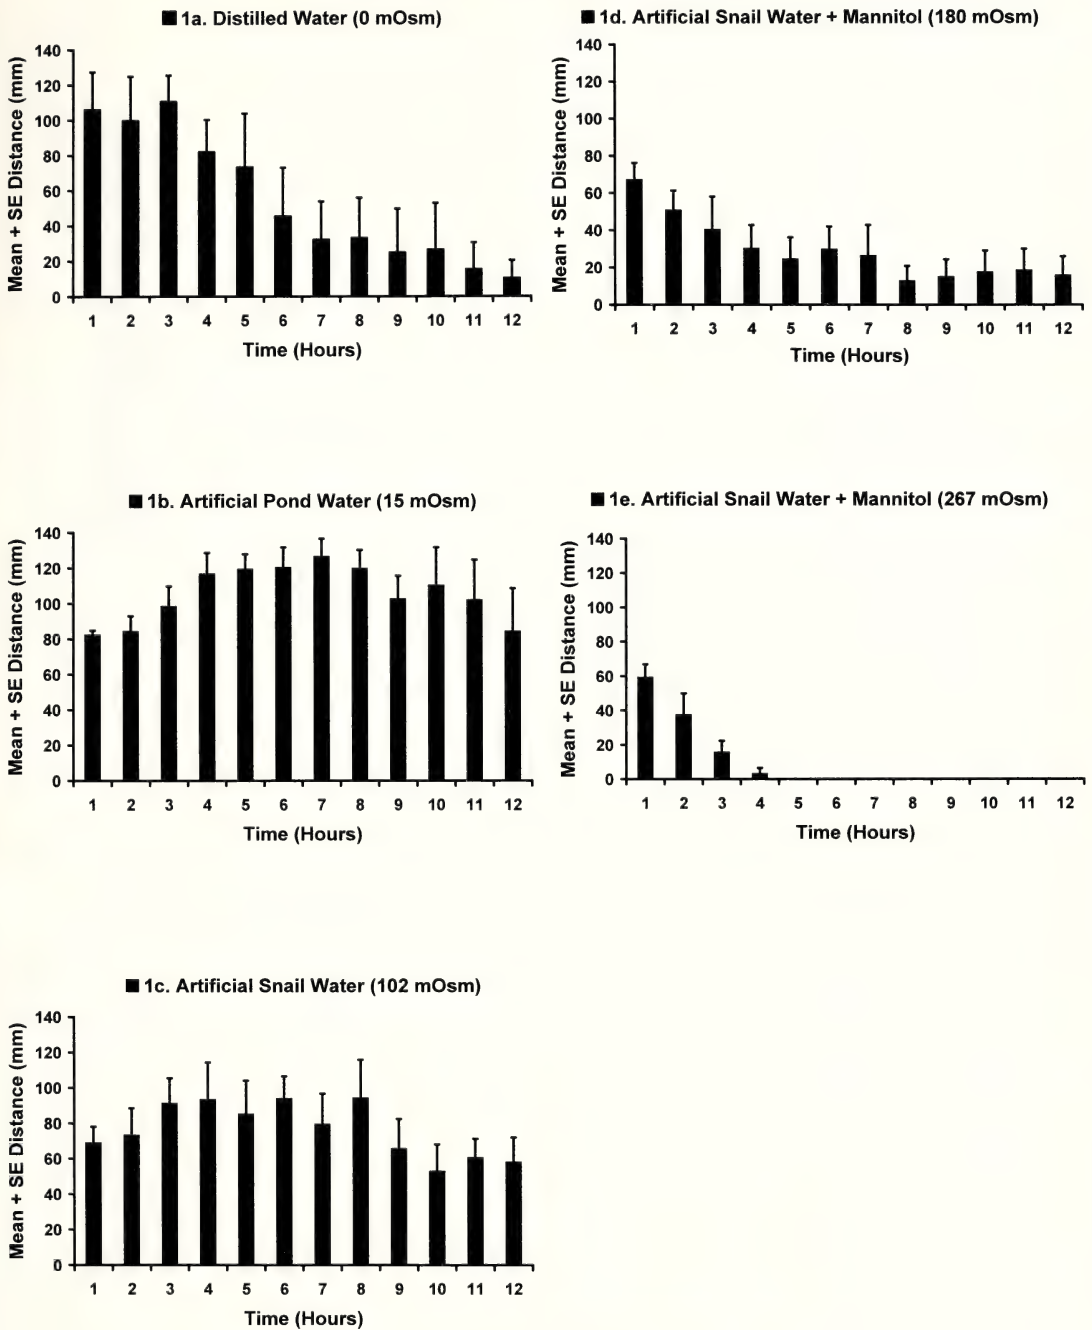 1a. Distilled Water (0 mOsm)
Mean + SE Distance (mm)
140
120
100
80
60
40
20
0
1 2 3 4 5 6 7 8 9 10 11 12
Time (Hours)
1b. Artificial Pond Water (15 mOsm)
Mean + SE Distance (mm)
140
120
100
80
60
40
20
0
1 2 3 4 5 6 7 8 9 10 11 12
Time (Hours)
1c. Artificial Snail Water (102 mOsm)
Mean + SE Distance (mm)
140
120
100
80
60
40
20
0
1 2 3 4 5 6 7 8 9 10 11 12
Time (Hours)
1d. Artificial Snail Water + Mannitol (180 mOsm)
Mean + SE Distance (mm)
140
120
100
80
60
40
20
0
1 2 3 4 5 6 7 8 9 10 11 12
Time (Hours)
1e. Artificial Snail Water + Mannitol (267 mOsm)
Mean + SE Distance (mm)
140
120
100
80
60
40
20
0
1 2 3 4 5 6 7 8 9 10 11 12
Time (Hours)